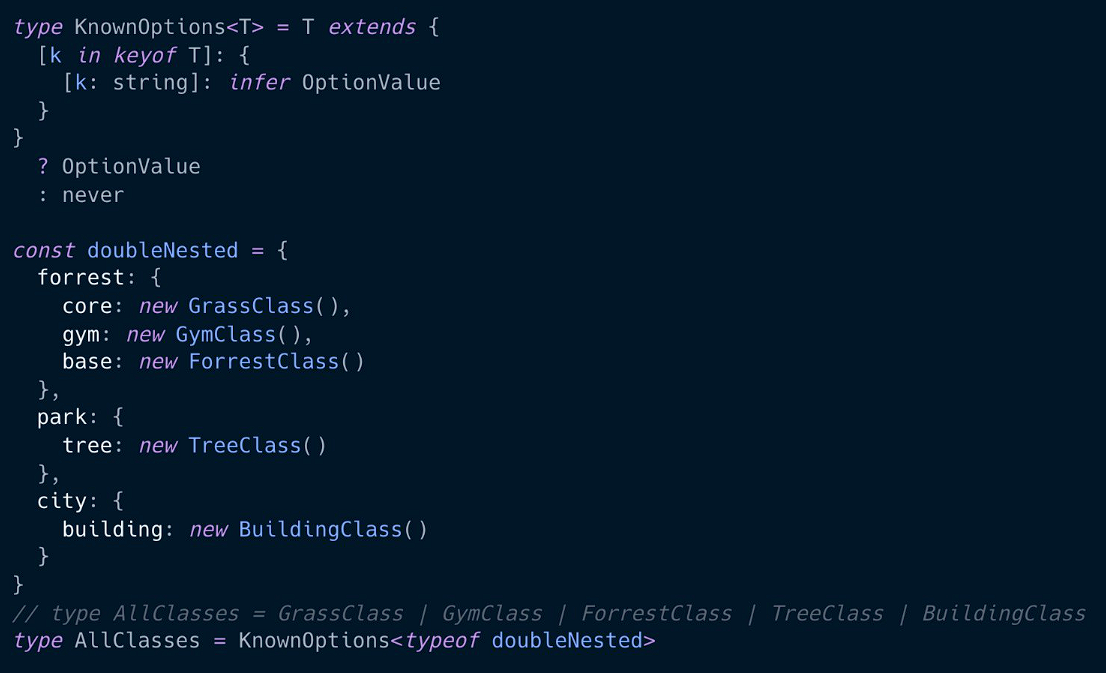 type KnownOptions<T> = T extends {
  [k in keyof T]: {
    [k: string]: infer OptionValue
  }
}
  ? OptionValue
  : never

const doubleNested = {
  forrest: {
    core: new GrassClass(),
    gym: new GymClass(),
    base: new ForrestClass()
  },
  park: {
    tree: new TreeClass()
  },
  city: {
    building: new BuildingClass()
  }
}
// type AllClasses = GrassClass | GymClass | ForrestClass | TreeClass | BuildingClass
type AllClasses = KnownOptions<typeof doubleNested>